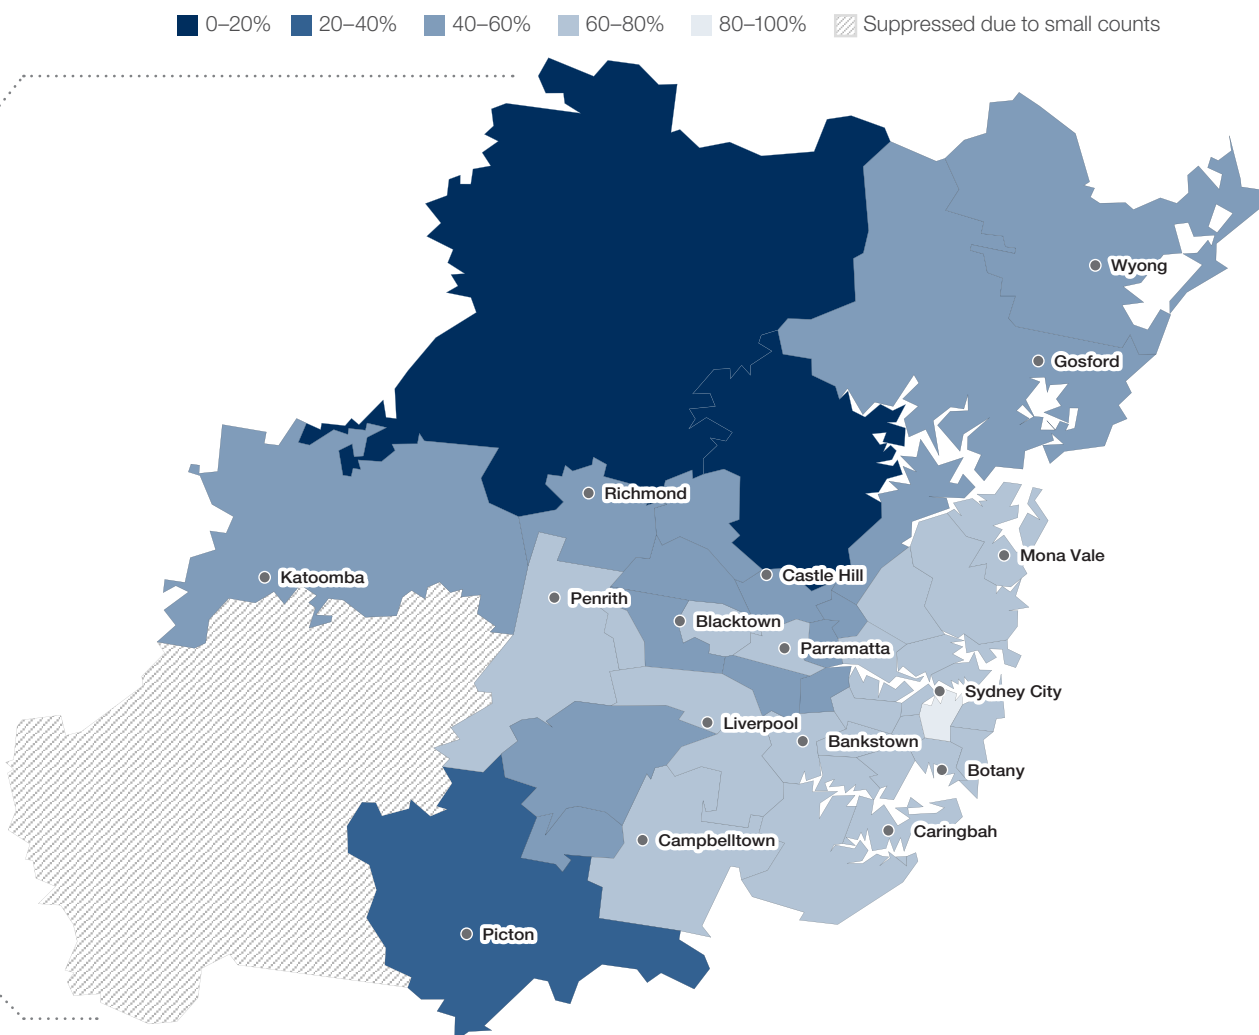 0–20% 20–40% 40–60% 60–80% 80–100% Suppressed due to small counts
Wyong
Gosford
Richmond
Mona Vale
Katoomba
Castle Hill
Penrith
Blacktown
Parramatta
Sydney City
Liverpool
Bankstown
Botany
Caringbah
Campbelltown
Picton